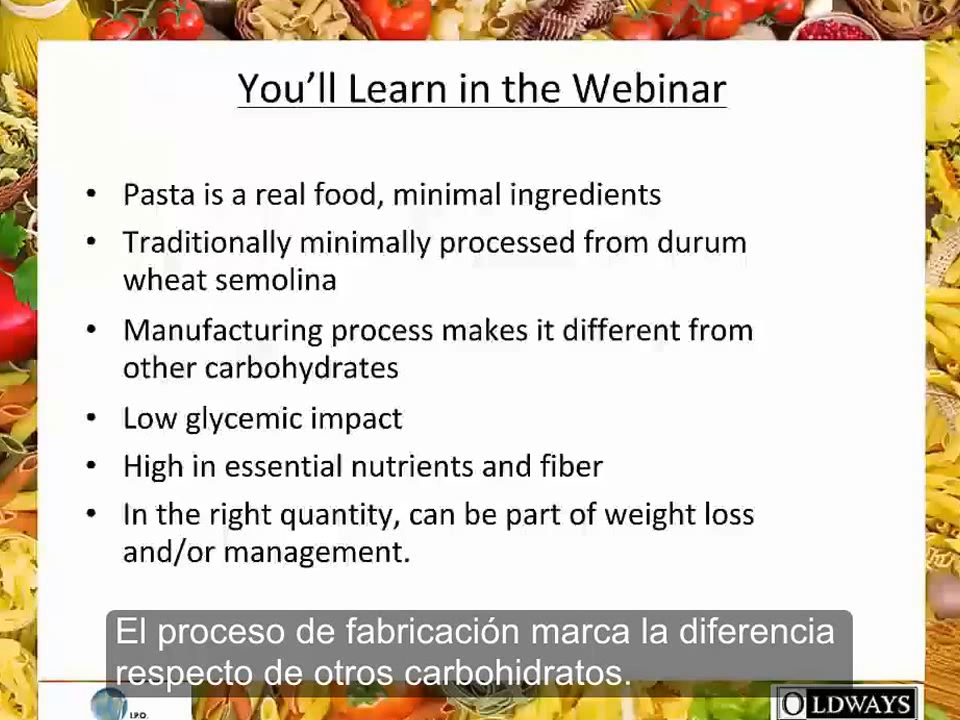 You’ll Learn in the Webinar
• Pasta is a real food, minimal ingredients
• Traditionally minimally processed from durum
wheat semolina
• Manufacturing process makes it different from
other carbohydrates
• Low glycemic impact
• High in essential nutrients and fiber
• In the right quantity, can be part of weight loss
and/or management.
El proceso de fabricación marca la diferencia
respecto de otros carbohidratos.
I.P.O.
OLDWAYS